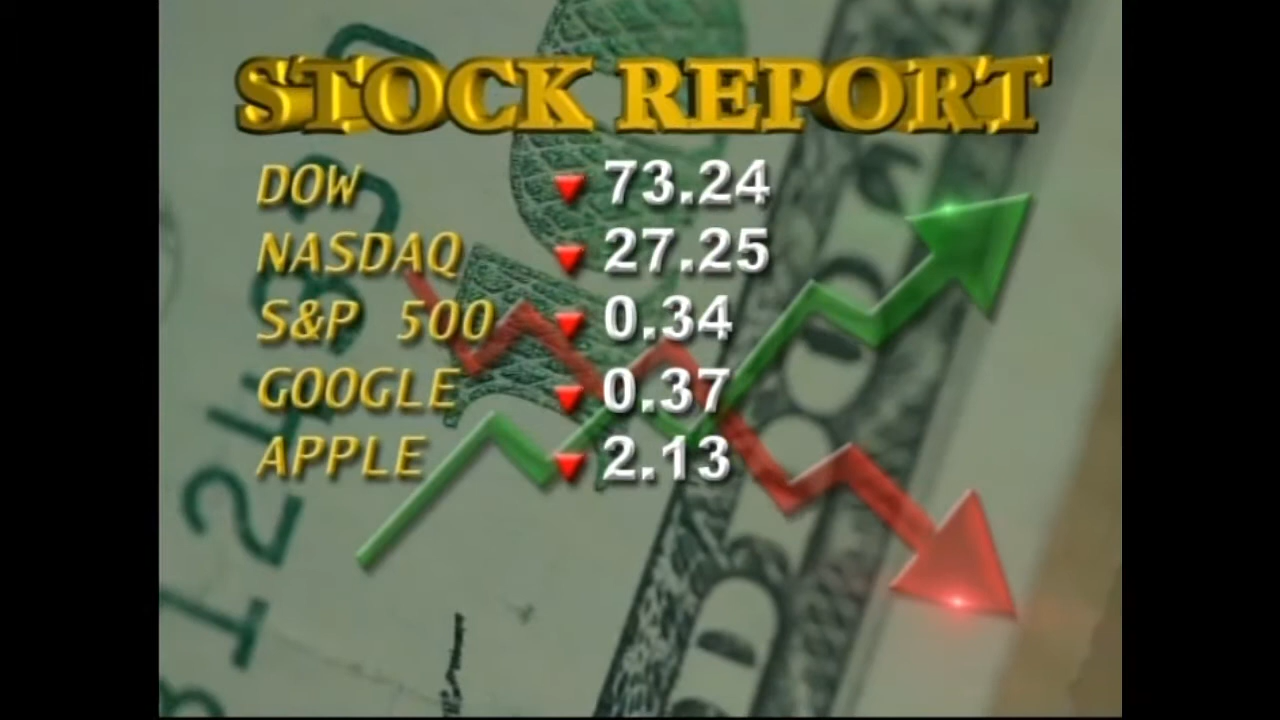 STOCK REPORT
DOW ▼ 73.24
NASDAQ ▼ 27.25
S&P 500 ▼ 0.34
GOOGLE ▼ 0.37
APPLE ▼ 2.13